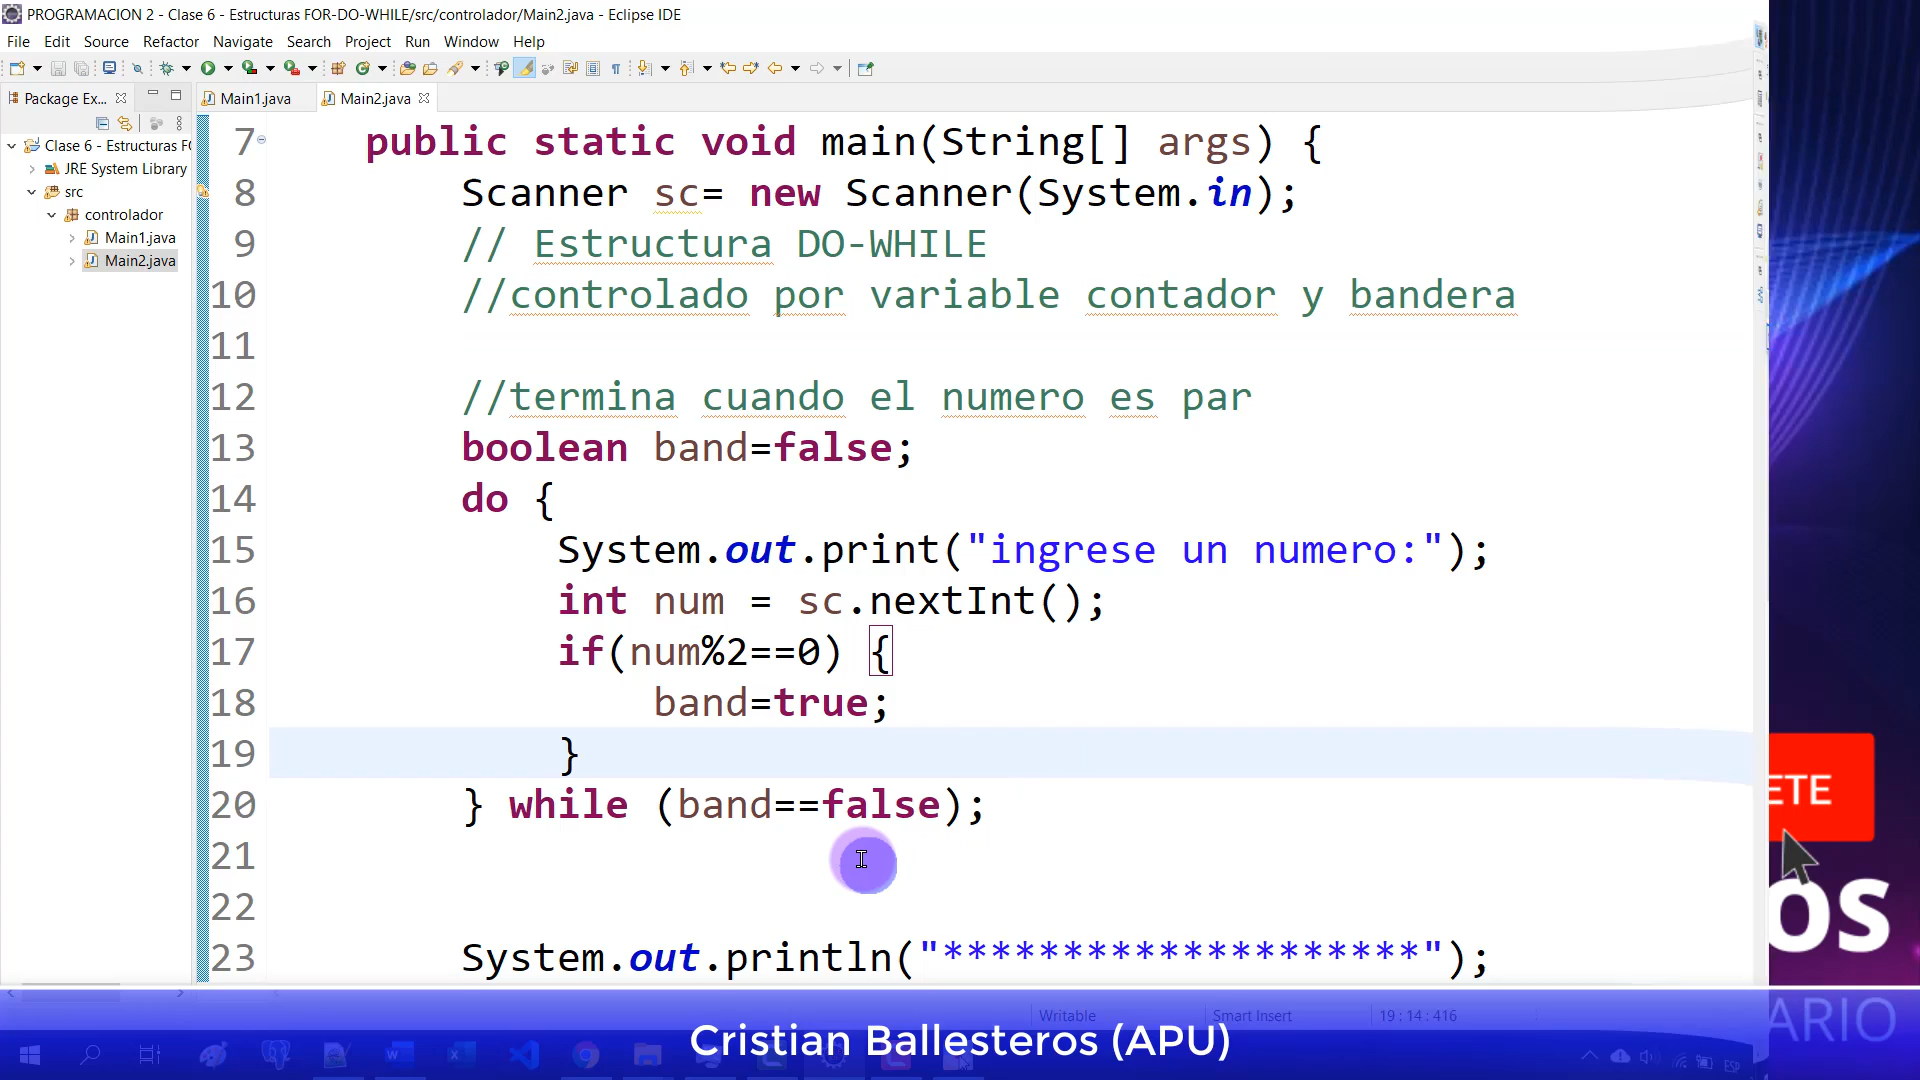 PROGRAMACION 2 - Clase 6 - Estructuras FOR-DO-WHILE/src/controlador/Main2.java - Eclipse IDE
File Edit Source Refactor Navigate Search Project Run Window Help
Package Ex...
Main1.java
Main2.java
Clase 6 - Estructuras FO
JRE System Library
src
controlador
Main1.java
Main2.java
7 public static void main(String[] args) {
8 Scanner sc= new Scanner(System.in);
9 // Estructura DO-WHILE
10 //controlado por variable contador y bandera
11
12 //termina cuando el numero es par
13 boolean band=false;
14 do {
15 System.out.print("ingrese un numero:");
16 int num = sc.nextInt();
17 if(num%2==0) {
18 band=true;
19 }
20 } while (band==false);
21
22
23 System.out.println("********************");
ETE
os
ARIO
Writable Smart Insert 19 : 14 : 416
Cristian Ballesteros (APU)
ESP